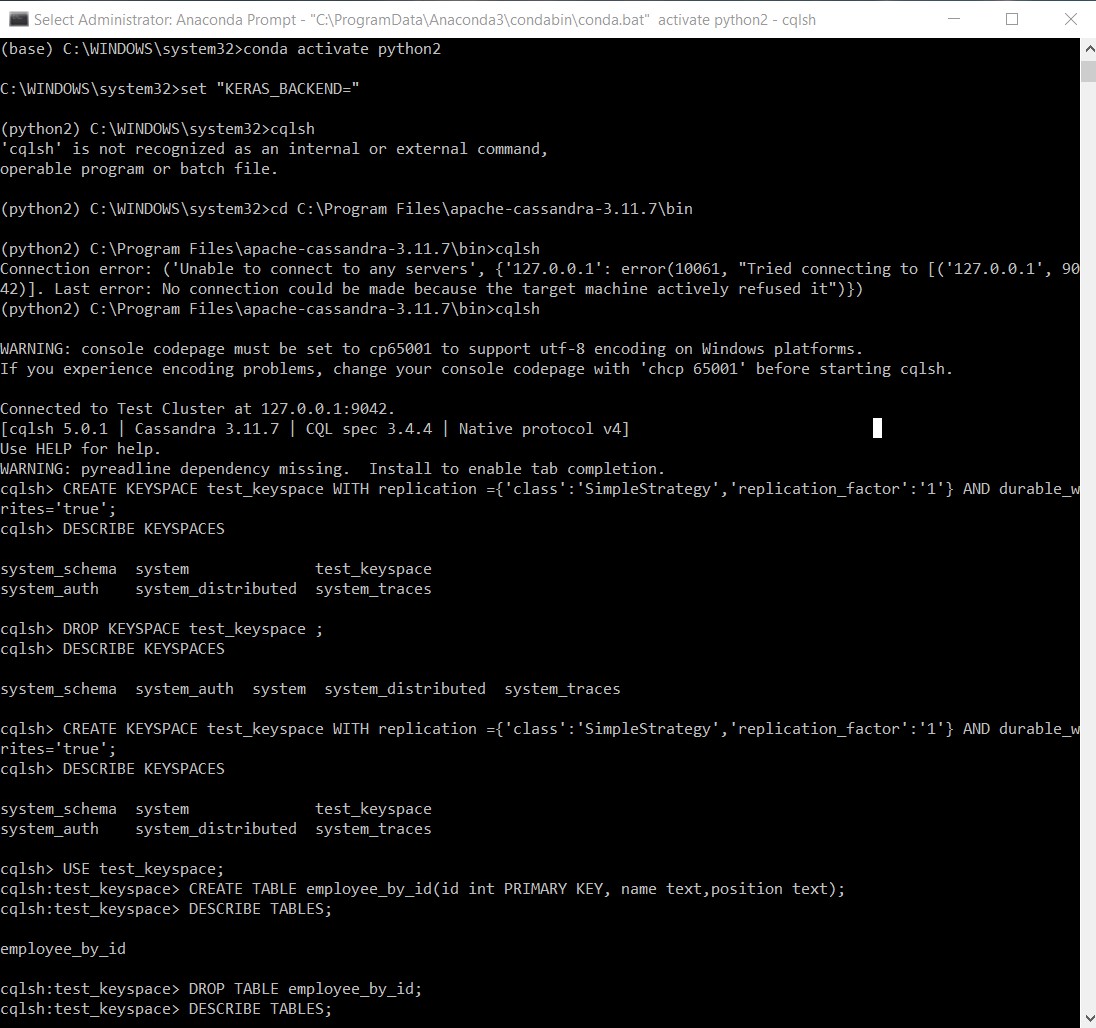 Select Administrator: Anaconda Prompt - "C:\ProgramData\Anaconda3\condabin\conda.bat"  activate python2 - cqlsh
(base) C:\WINDOWS\system32>conda activate python2
C:\WINDOWS\system32>set "KERAS_BACKEND="
(python2) C:\WINDOWS\system32>cqlsh
'cqlsh' is not recognized as an internal or external command,
operable program or batch file.
(python2) C:\WINDOWS\system32>cd C:\Program Files\apache-cassandra-3.11.7\bin
(python2) C:\Program Files\apache-cassandra-3.11.7\bin>cqlsh
Connection error: ('Unable to connect to any servers', {'127.0.0.1': error(10061, "Tried connecting to [('127.0.0.1', 90
42)]. Last error: No connection could be made because the target machine actively refused it")})
(python2) C:\Program Files\apache-cassandra-3.11.7\bin>cqlsh
WARNING: console codepage must be set to cp65001 to support utf-8 encoding on Windows platforms.
If you experience encoding problems, change your console codepage with 'chcp 65001' before starting cqlsh.
Connected to Test Cluster at 127.0.0.1:9042.
[cqlsh 5.0.1 | Cassandra 3.11.7 | CQL spec 3.4.4 | Native protocol v4]
Use HELP for help.
WARNING: pyreadline dependency missing.  Install to enable tab completion.
cqlsh> CREATE KEYSPACE test_keyspace WITH replication ={'class':'SimpleStrategy','replication_factor':'1'} AND durable_w
rites='true';
cqlsh> DESCRIBE KEYSPACES
system_schema  system              test_keyspace
system_auth    system_distributed  system_traces
cqlsh> DROP KEYSPACE test_keyspace ;
cqlsh> DESCRIBE KEYSPACES
system_schema  system_auth  system  system_distributed  system_traces
cqlsh> CREATE KEYSPACE test_keyspace WITH replication ={'class':'SimpleStrategy','replication_factor':'1'} AND durable_w
rites='true';
cqlsh> DESCRIBE KEYSPACES
system_schema  system              test_keyspace
system_auth    system_distributed  system_traces
cqlsh> USE test_keyspace;
cqlsh:test_keyspace> CREATE TABLE employee_by_id(id int PRIMARY KEY, name text,position text);
cqlsh:test_keyspace> DESCRIBE TABLES;
employee_by_id
cqlsh:test_keyspace> DROP TABLE employee_by_id;
cqlsh:test_keyspace> DESCRIBE TABLES;